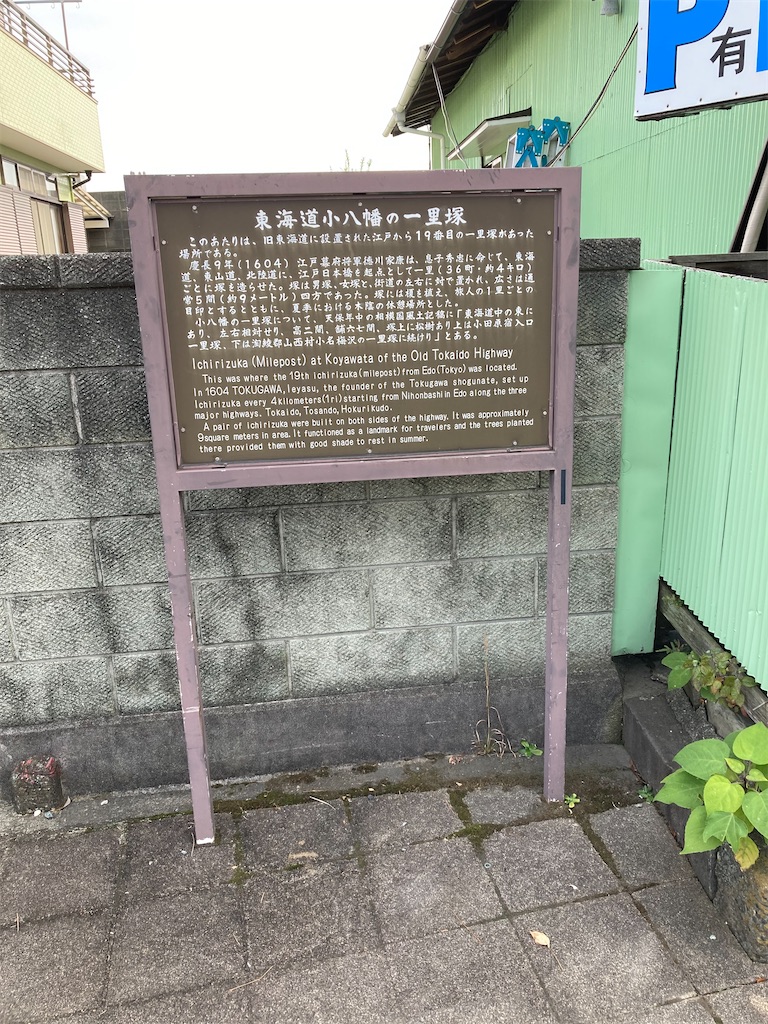 P
有
東海道小八幡の一里塚
このあたりは、旧東海道に設置された江戸から19番目の一里塚があった
場所である。
慶長9年(1604)江戸幕府将軍徳川家康は、息子秀忠に命じて、東海
道、東山道、北陸道に、江戸日本橋を起点として一里(36町・約4キロ)
ごとに塚を造らせた。塚は男塚、女塚と、街道の左右に対で置かれ、広さは通
常5間(約9メートル)四方であった。塚には榎を植え、旅人の一里ごとの
目印とするとともに、夏季における木陰の休憩場所とした。
小八幡の一里塚について、天保年中の相模国風土記稿に「東海道中の東に
あり、左右相対せり、高二間、舗六七間、塚上に松樹あり上は小田原宿入口
一里塚、下は淘綾郡山西村小名梅沢の一里塚に続けり」とある。
Ichirizuka (Milepost) at Koyawata of the Old Tokaido Highway
This was where the 19th ichirizuka(milepost) from Edo(Tokyo) was located.
In 1604 TOKUGAWA, Ieyasu, the founder of the Tokugawa shogunate, set up
Ichirizuka every 4kilometers(1ri) starting from Nihonbashi in Edo along the three
major highways. Tokaido, Tosando, Hokurikudo.
A pair of ichirizuka were built on both sides of the highway. It was approximately
9square meters in area. It functioned as a landmark for travelers and the trees planted
there provided them with good shade to rest in summer.